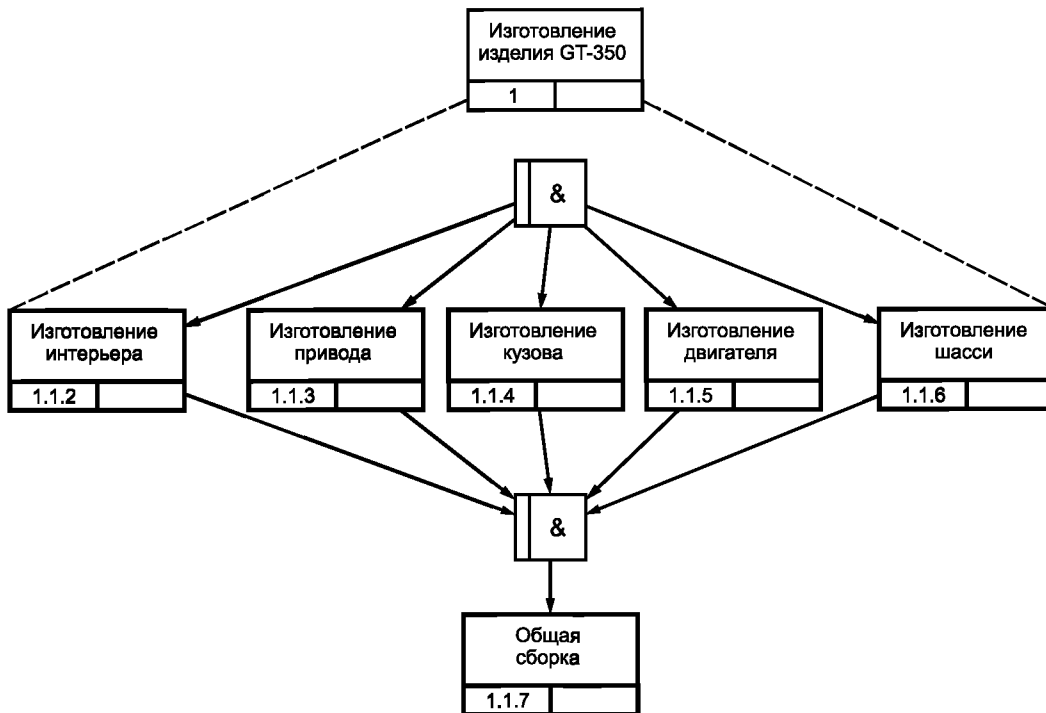 Изготовление
изделия GT-350
1
&
Изготовление
интерьера
1.1.2
Изготовление
привода
1.1.3
Изготовление
кузова
1.1.4
Изготовление
двигателя
1.1.5
Изготовление
шасси
1.1.6
&
Общая
сборка
1.1.7